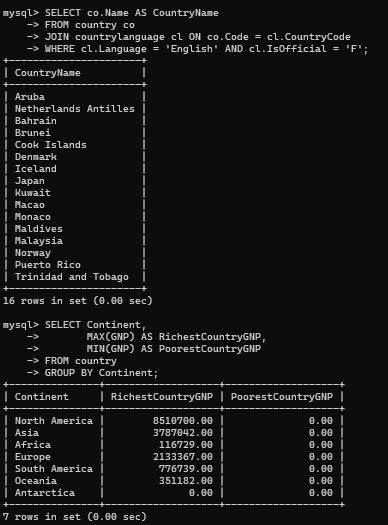 mysql> SELECT co.Name AS CountryName
    -> FROM country co
    -> JOIN countrylanguage cl ON co.Code = cl.CountryCode
    -> WHERE cl.Language = 'English' AND cl.IsOfficial = 'F';
+----------------------+
| CountryName          |
+----------------------+
| Aruba                |
| Netherlands Antilles |
| Bahrain              |
| Brunei               |
| Cook Islands         |
| Denmark              |
| Iceland              |
| Japan                |
| Kuwait               |
| Macao                |
| Monaco               |
| Maldives             |
| Malaysia             |
| Norway               |
| Puerto Rico          |
| Trinidad and Tobago  |
+----------------------+
16 rows in set (0.00 sec)

mysql> SELECT Continent,
    ->        MAX(GNP) AS RichestCountryGNP,
    ->        MIN(GNP) AS PoorestCountryGNP
    -> FROM country
    -> GROUP BY Continent;
+---------------+-------------------+-------------------+
| Continent     | RichestCountryGNP | PoorestCountryGNP |
+---------------+-------------------+-------------------+
| North America |        8510700.00 |              0.00 |
| Asia          |        3787042.00 |              0.00 |
| Africa        |         116729.00 |              0.00 |
| Europe        |        2133367.00 |              0.00 |
| South America |         776739.00 |              0.00 |
| Oceania       |         351182.00 |              0.00 |
| Antarctica    |              0.00 |              0.00 |
+---------------+-------------------+-------------------+
7 rows in set (0.00 sec)